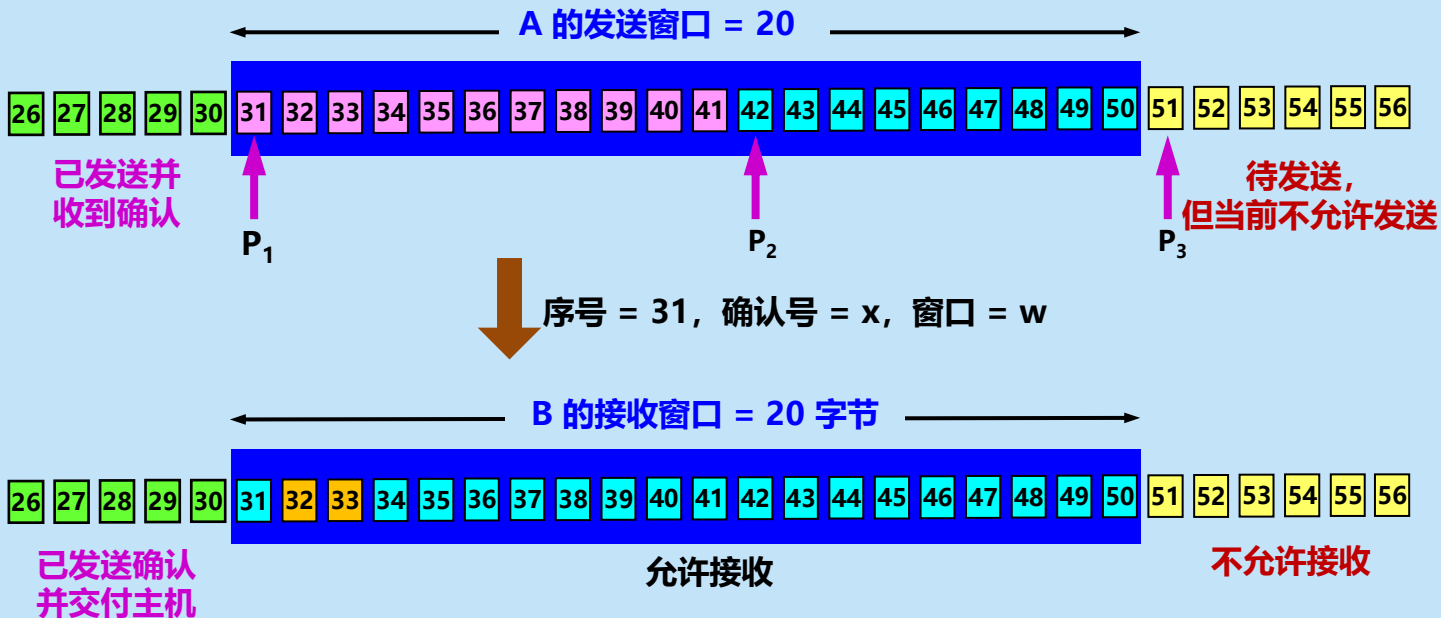 A 的发送窗口 = 20
26 27 28 29 30 31 32 33 34 35 36 37 38 39 40 41 42 43 44 45 46 47 48 49 50 51 52 53 54 55 56
已发送并
收到确认
待发送，
但当前不允许发送
P1 P2 P3
序号 = 31，确认号 = x，窗口 = w
B 的接收窗口 = 20 字节
26 27 28 29 30 31 32 33 34 35 36 37 38 39 40 41 42 43 44 45 46 47 48 49 50 51 52 53 54 55 56
已发送确认
并交付主机
允许接收
不允许接收